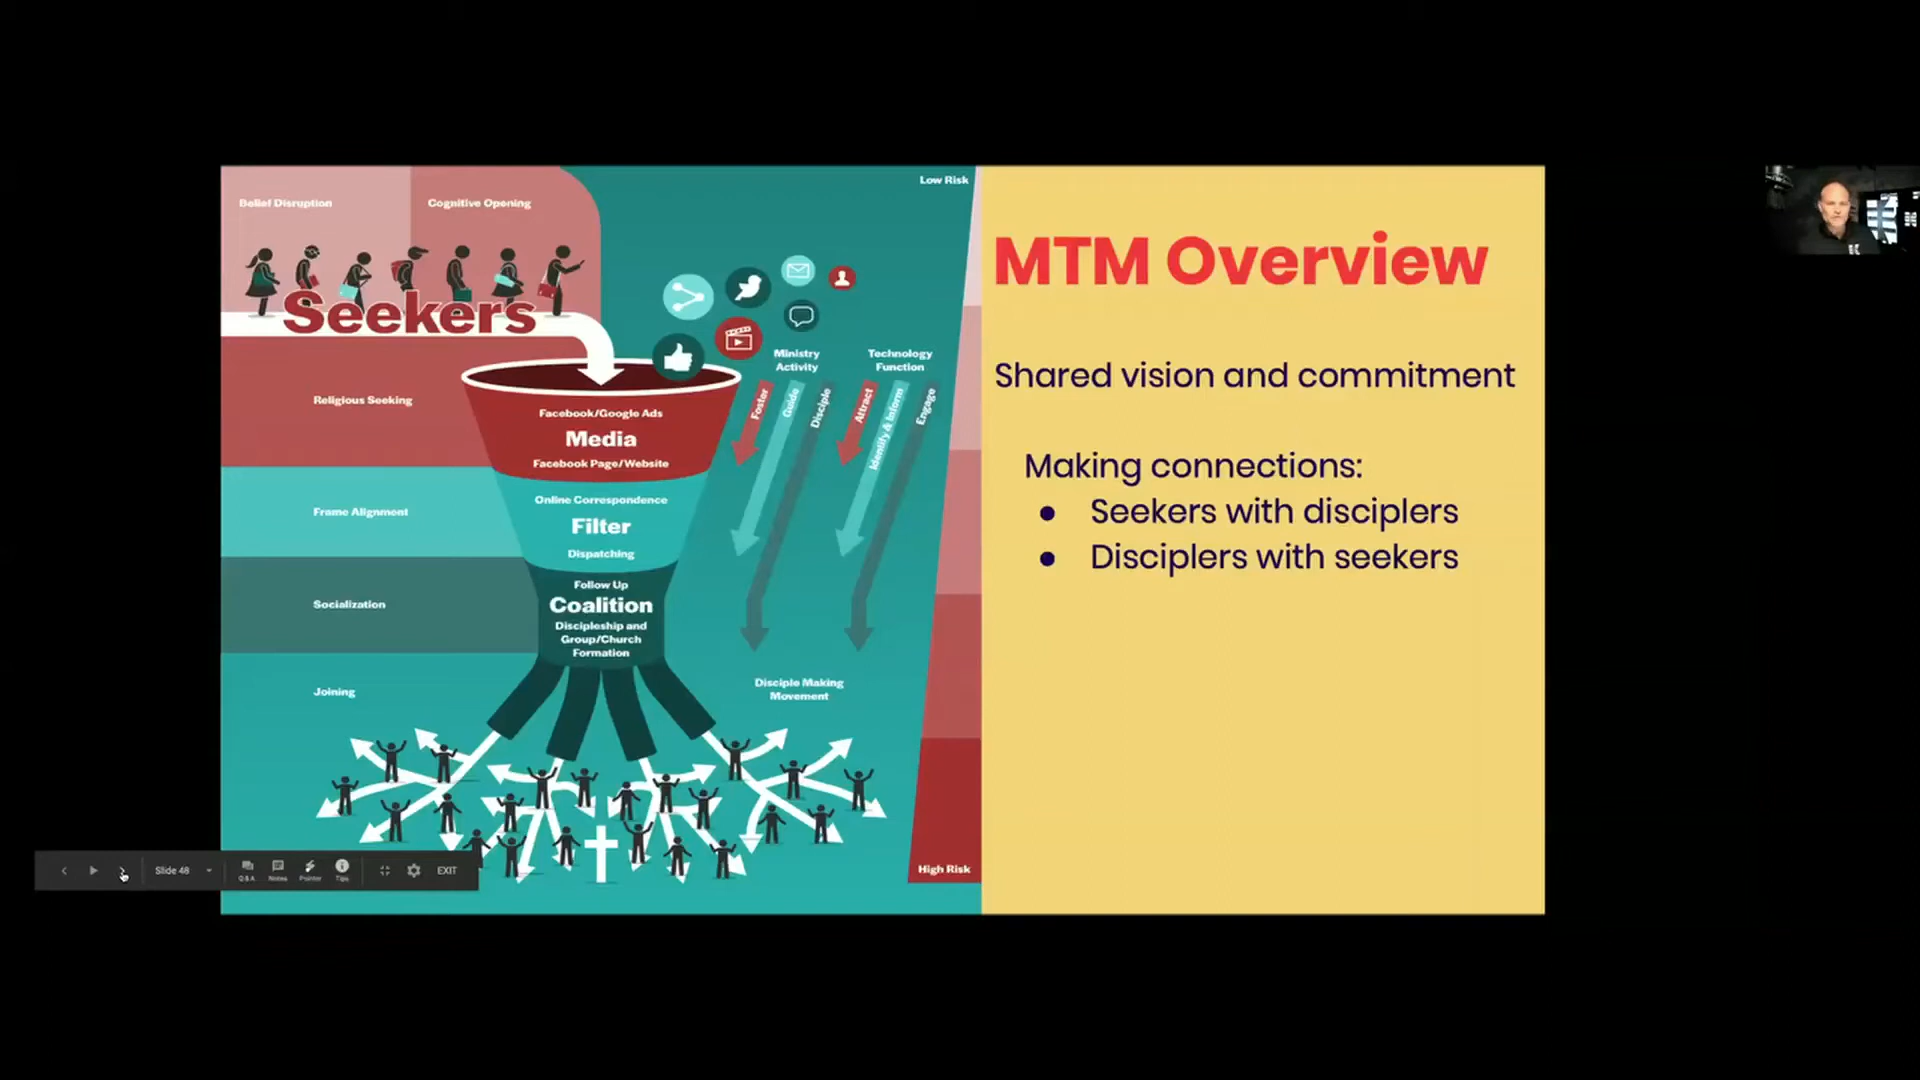 Belief Disruption
Cognitive Opening
Low Risk
Seekers
Ministry
Activity
Technology
Function
Foster
Guide
Disciple
Attract
Identify & Inform
Engage
Religious Seeking
Facebook/Google Ads
Media
Facebook Page/Website
Frame Alignment
Online Correspondence
Filter
Dispatching
Socialization
Follow Up
Coalition
Discipleship and
Group/Church
Formation
Joining
Disciple Making
Movement
High Risk
MTM Overview
Shared vision and commitment
Making connections:
● Seekers with disciplers
● Disciplers with seekers
Slide 48
Q&A
Notes
Pointer
Tips
EXIT